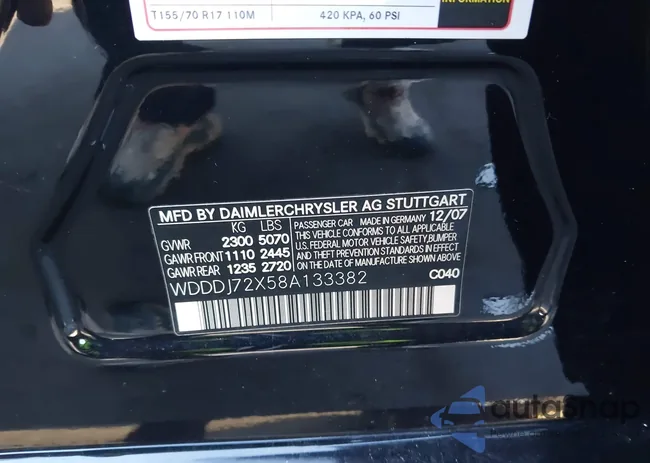 T155/70 R17 110M 420 KPA, 60 PSI INFORMATION
MFD BY DAIMLERCHRYSLER AG STUTTGART
KG LBS
GVWR 2300 5070
GAWR FRONT 1110 2445
GAWR REAR 1235 2720
PASSENGER CAR MADE IN GERMANY 12/07
THIS VEHICLE CONFORMS TO ALL APPLICABLE
U.S. FEDERAL MOTOR VEHICLE SAFETY, BUMPER
AND THEFT PREVENTION STANDARDS IN EFFECT
ON THE DATE OF MANUFACTURE SHOWN ABOVE
WDDDJ72X58A133382 C040
autosnap